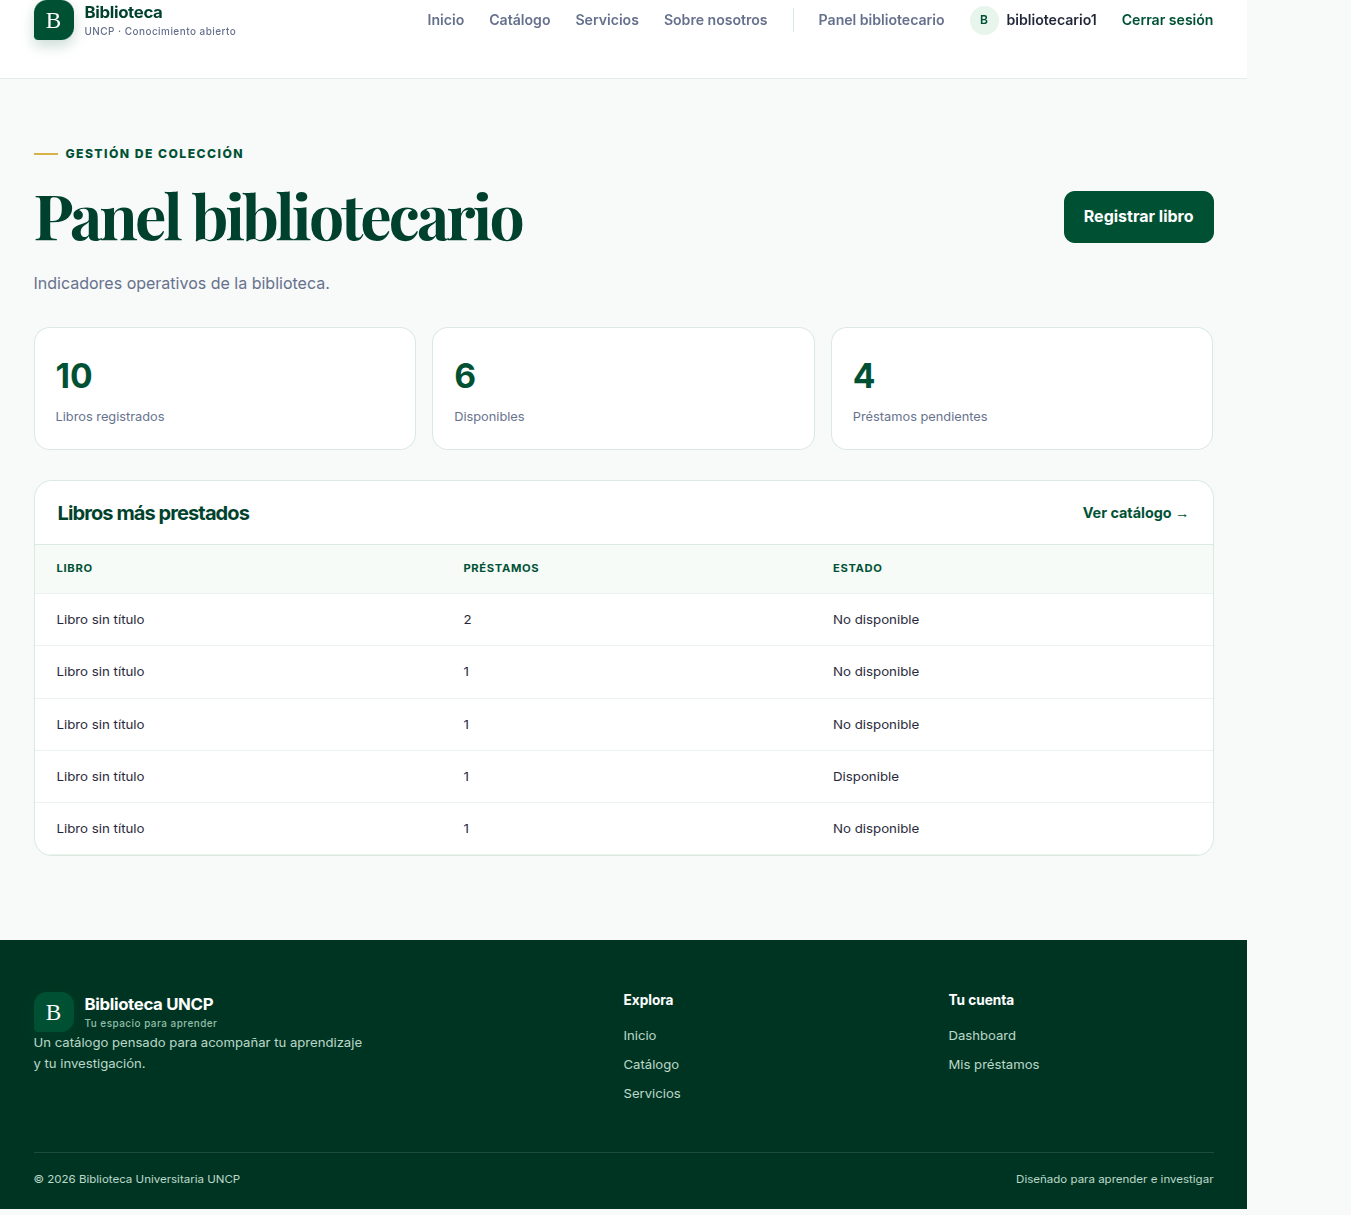 B
Biblioteca
UNCP · Conocimiento abierto
Inicio Catálogo Servicios Sobre nosotros Panel bibliotecario B bibliotecario1 Cerrar sesión
GESTIÓN DE COLECCIÓN
Panel bibliotecario
Registrar libro
Indicadores operativos de la biblioteca.
10
Libros registrados
6
Disponibles
4
Préstamos pendientes
Libros más prestados
Ver catálogo →
LIBRO PRÉSTAMOS ESTADO
Libro sin título 2 No disponible
Libro sin título 1 No disponible
Libro sin título 1 No disponible
Libro sin título 1 Disponible
Libro sin título 1 No disponible
B
Biblioteca UNCP
Tu espacio para aprender
Un catálogo pensado para acompañar tu aprendizaje
y tu investigación.
Explora
Inicio
Catálogo
Servicios
Tu cuenta
Dashboard
Mis préstamos
© 2026 Biblioteca Universitaria UNCP
Diseñado para aprender e investigar